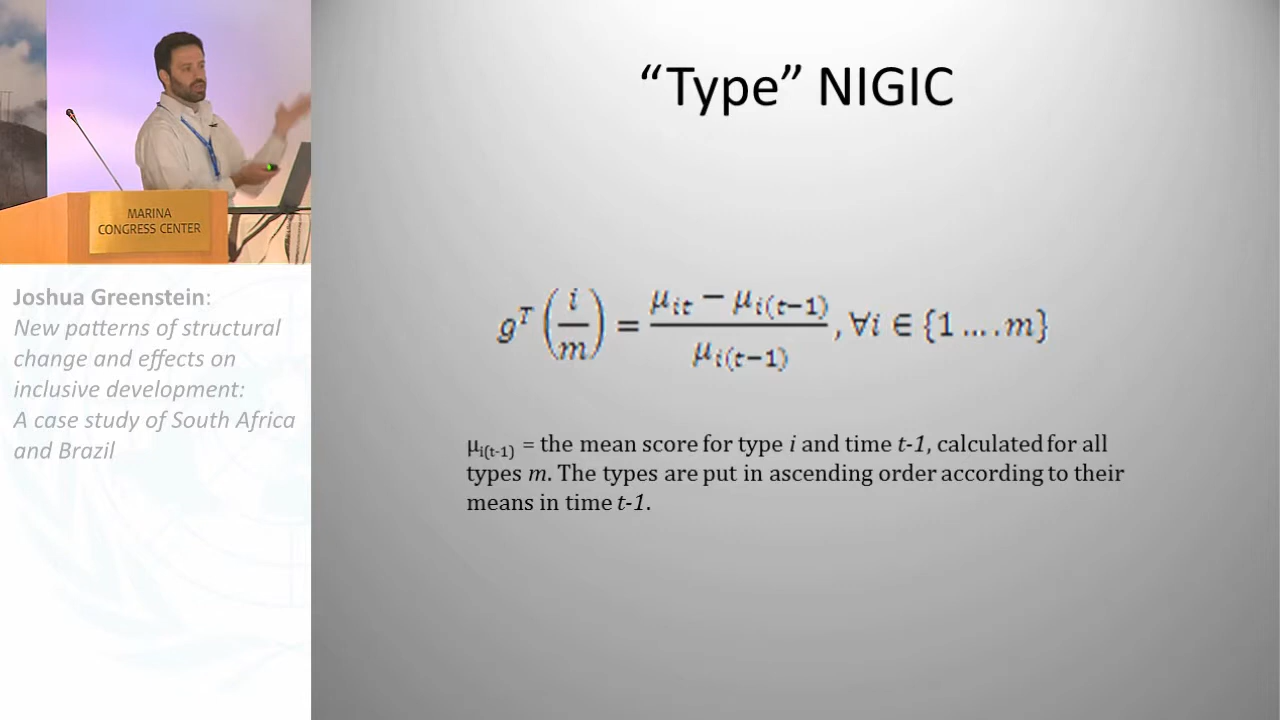 MARINA
CONGRESS CENTER
Joshua Greenstein:
New patterns of structural
change and effects on
inclusive development:
A case study of South Africa
and Brazil
“Type” NIGIC
g^T (i/m) = (μ_it − μ_i(t−1)) / μ_i(t−1) , ∀i ∈ {1 ... . m}
μ_i(t-1) = the mean score for type i and time t-1, calculated for all
types m. The types are put in ascending order according to their
means in time t-1.